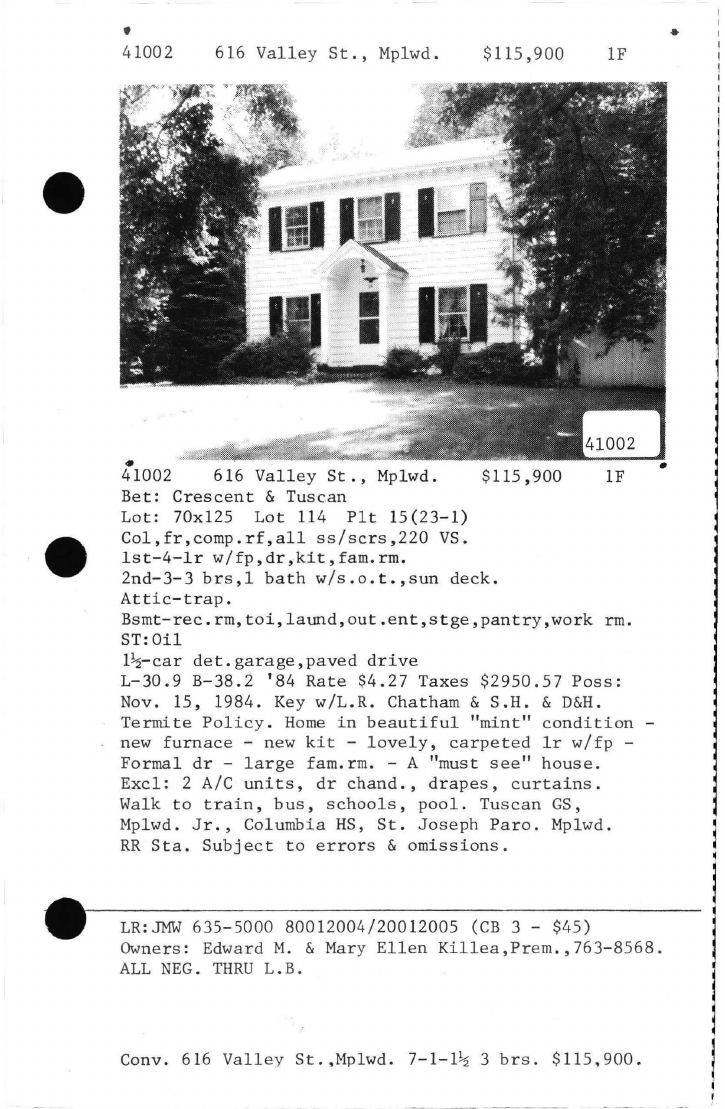 41002 616 Valley St., Mplwd. $115,900 1F
41002
41002 616 Valley St., Mplwd. $115,900 1F
Bet: Crescent & Tuscan
Lot: 70x125 Lot 114 Plt 15(23-1)
Col,fr,comp.rf,all ss/scrs,220 VS.
1st-4-lr w/fp,dr,kit,fam.rm.
2nd-3-3 brs,1 bath w/s.o.t.,sun deck.
Attic-trap.
Bsmt-rec.rm,toi,laund,out.ent,stge,pantry,work rm.
ST:Oil
1½-car det.garage,paved drive
L-30.9 B-38.2 '84 Rate $4.27 Taxes $2950.57 Poss:
Nov. 15, 1984. Key w/L.R. Chatham & S.H. & D&H.
Termite Policy. Home in beautiful "mint" condition -
new furnace - new kit - lovely, carpeted lr w/fp -
Formal dr - large fam.rm. - A "must see" house.
Excl: 2 A/C units, dr chand., drapes, curtains.
Walk to train, bus, schools, pool. Tuscan GS,
Mplwd. Jr., Columbia HS, St. Joseph Paro. Mplwd.
RR Sta. Subject to errors & omissions.
LR:JMW 635-5000 80012004/20012005 (CB 3 - $45)
Owners: Edward M. & Mary Ellen Killea,Prem.,763-8568.
ALL NEG. THRU L.B.
Conv. 616 Valley St.,Mplwd. 7-1-1½ 3 brs. $115,900.